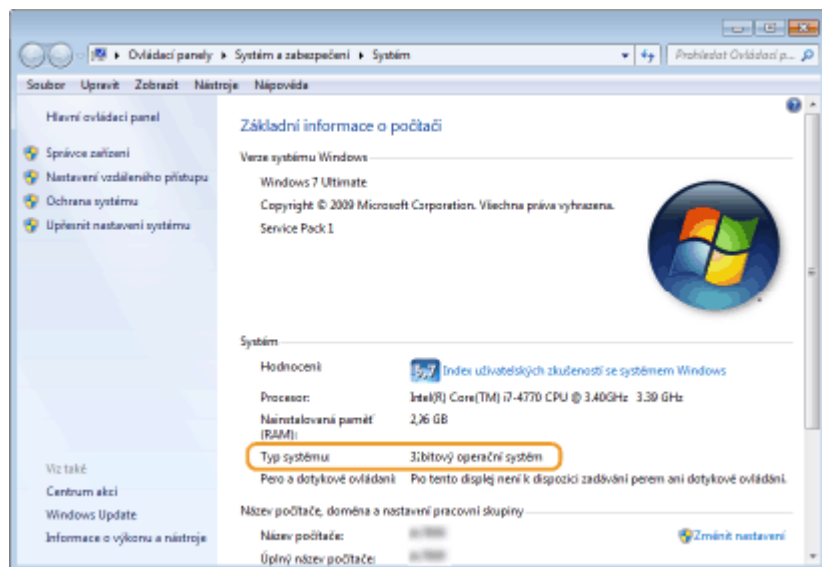 Ovládací panely ▸ Systém a zabezpečení ▸ Systém
Prohledat Ovládací p...
Soubor Upravit Zobrazit Nástroje Nápověda
Hlavní ovládací panel
Správce zařízení
Nastavení vzdáleného přístupu
Ochrana systému
Upřesnit nastavení systému
Viz také
Centrum akcí
Windows Update
Informace o výkonu a nástroje
Základní informace o počítači
Verze systému Windows
Windows 7 Ultimate
Copyright © 2009 Microsoft Corporation. Všechna práva vyhrazena.
Service Pack 1
Systém
Hodnocení:
5,7 Index uživatelských zkušeností se systémem Windows
Procesor: Intel(R) Core(TM) i7-4770 CPU @ 3.40GHz 3.39 GHz
Nainstalovaná paměť
(RAM): 2,96 GB
Typ systému: 32bitový operační systém
Pero a dotykové ovládání: Pro tento displej není k dispozici zadávání perem ani dotykové ovládání.
Název počítače, doména a nastavení pracovní skupiny
Název počítače:
Změnit nastavení
Úplný název počítače: